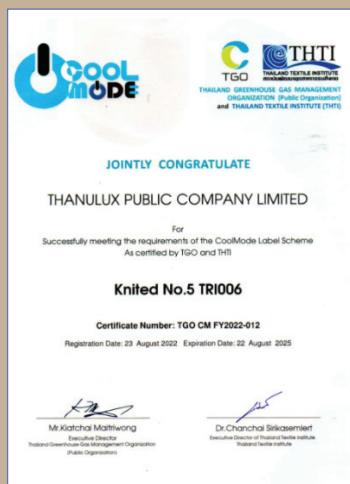 COOL
MODE
TGO
THTI
THAILAND TEXTILE INSTITUTE
THAILAND GREENHOUSE GAS MANAGEMENT
ORGANIZATION (Public Organization)
and THAILAND TEXTILE INSTITUTE (THTI)
JOINTLY CONGRATULATE
THANULUX PUBLIC COMPANY LIMITED
For
Successfully meeting the requirements of the CoolMode Label Scheme
As certified by TGO and THTI
Knited No.5 TRI006
Certificate Number: TGO CM FY2022-012
Registration Date: 23 August 2022 Expiration Date: 22 August 2025
Mr.Kiatchai Maitriwong
Executive Director
Thailand Greenhouse Gas Management Organization
(Public Organization)
Dr.Chanchai Sirikasemlert
Executive Director of Thailand Textile Institute
Thailand Textile Institute